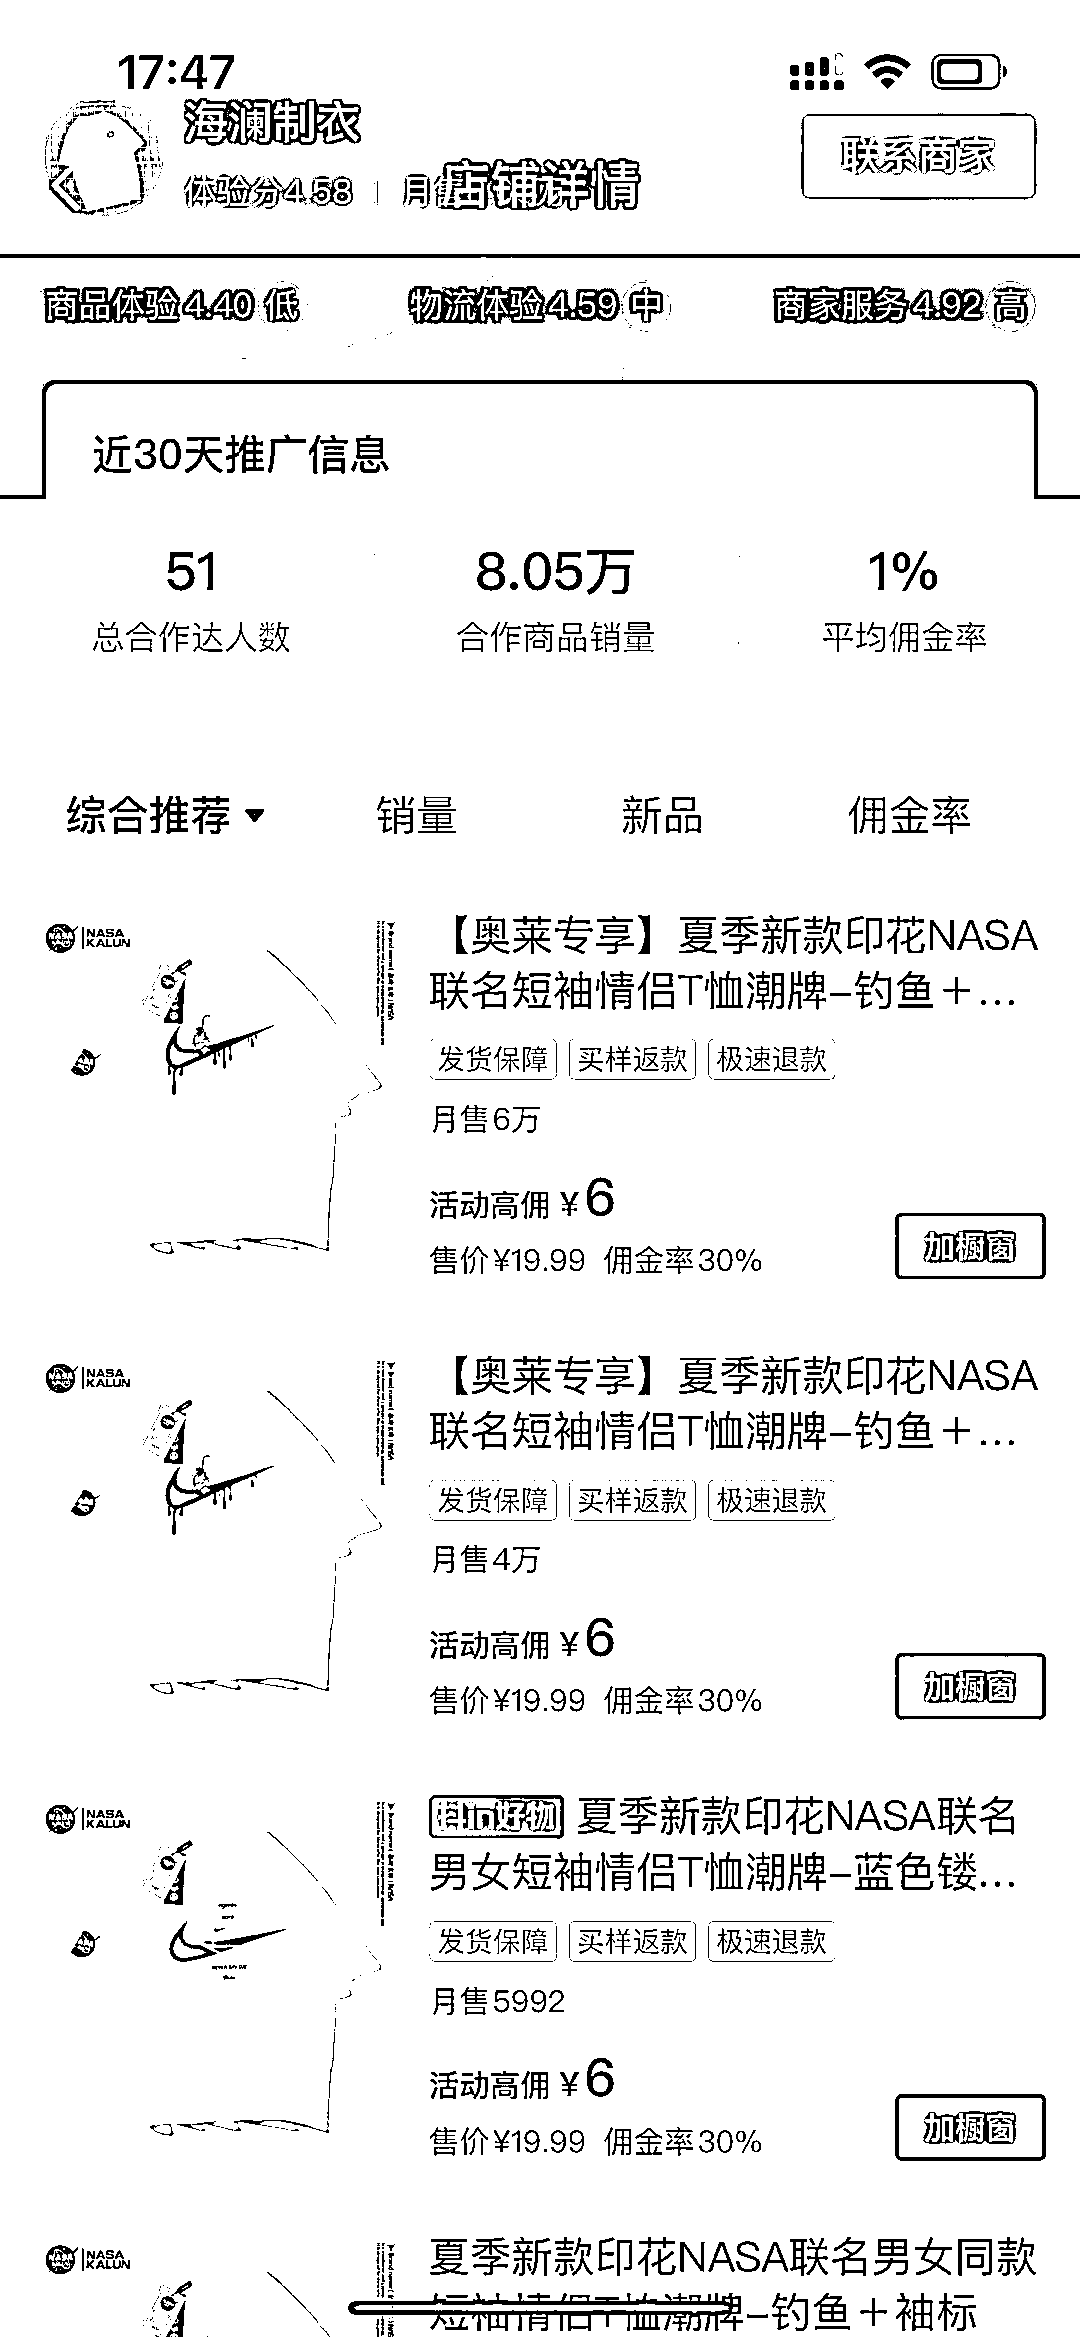 17:47
海澜制衣
联系商家
体验分4.58 | 月售
店铺详情
商品体验4.40 低 物流体验4.59 中 商家服务4.92 高
近30天推广信息
51 8.05万 1%
总合作达人数 合作商品销量 平均佣金率
综合推荐 销量 新品 佣金率
NASA
KALUN
【奥莱专享】夏季新款印花NASA
联名短袖情侣T恤潮牌–钓鱼＋...
发货保障 买样返款 极速退款
月售6万
活动高佣 ¥6
售价¥19.99 佣金率30%
加橱窗
NASA
KALUN
【奥莱专享】夏季新款印花NASA
联名短袖情侣T恤潮牌–钓鱼＋...
发货保障 买样返款 极速退款
月售4万
活动高佣 ¥6
售价¥19.99 佣金率30%
加橱窗
NASA
KALUN
抖in好物 夏季新款印花NASA联名
男女短袖情侣T恤潮牌–蓝色镂...
发货保障 买样返款 极速退款
月售5992
活动高佣 ¥6
售价¥19.99 佣金率30%
加橱窗
NASA
KALUN
夏季新款印花NASA联名男女同款
短袖情侣T恤潮牌–钓鱼＋袖标